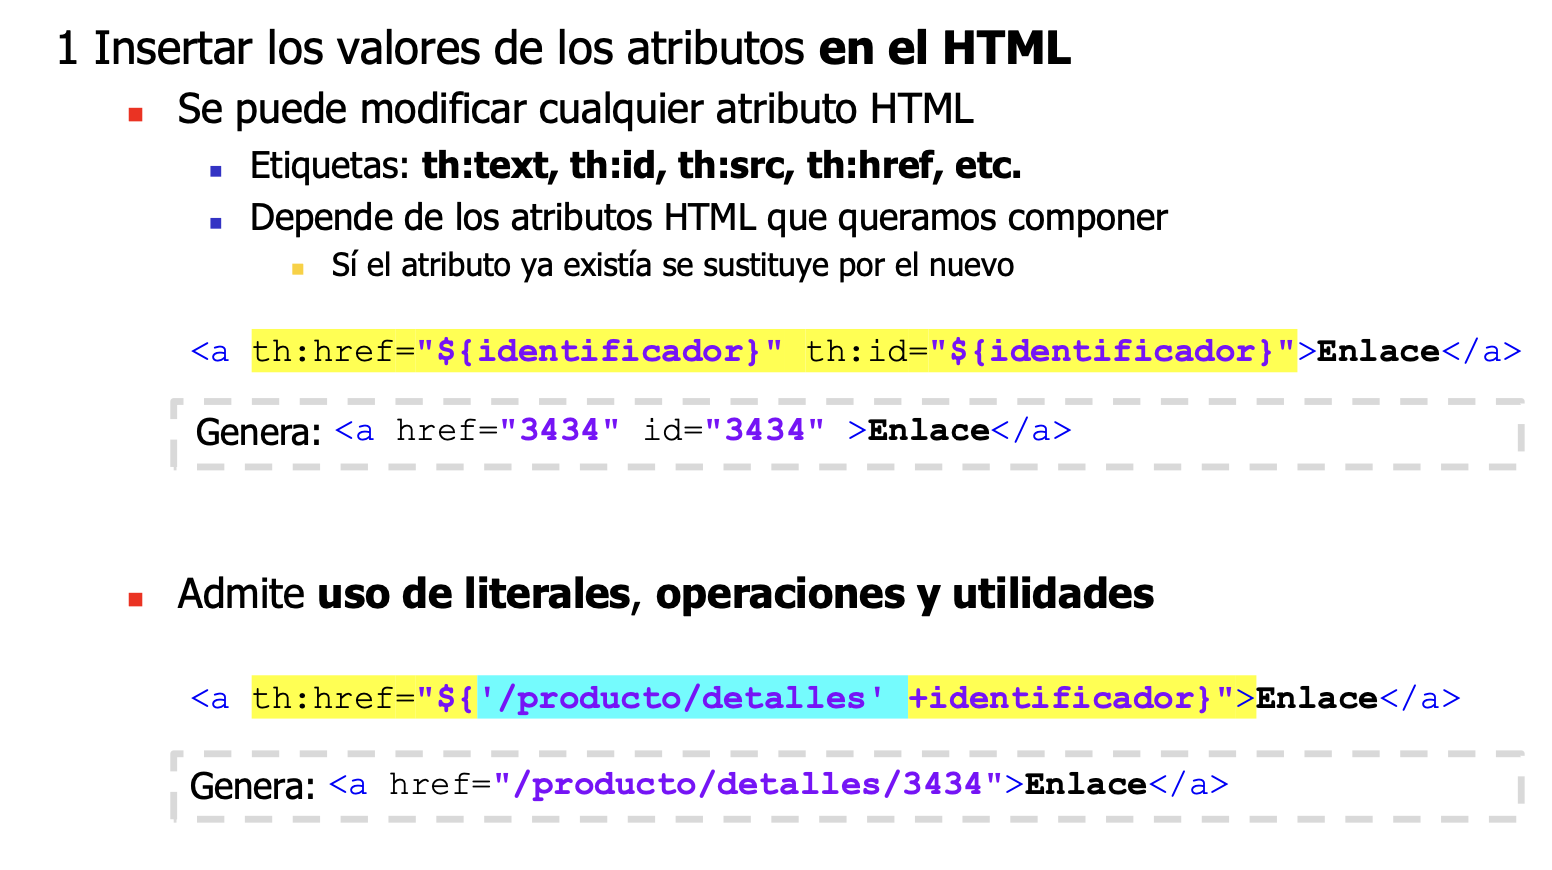 1 Insertar los valores de los atributos en el HTML
Se puede modificar cualquier atributo HTML
Etiquetas: th:text, th:id, th:src, th:href, etc.
Depende de los atributos HTML que queramos componer
Sí el atributo ya existía se sustituye por el nuevo
<a th:href="${identificador}" th:id="${identificador}">Enlace</a>
Genera: <a href="3434" id="3434" >Enlace</a>
Admite uso de literales, operaciones y utilidades
<a th:href="${'/producto/detalles' +identificador}">Enlace</a>
Genera: <a href="/producto/detalles/3434">Enlace</a>